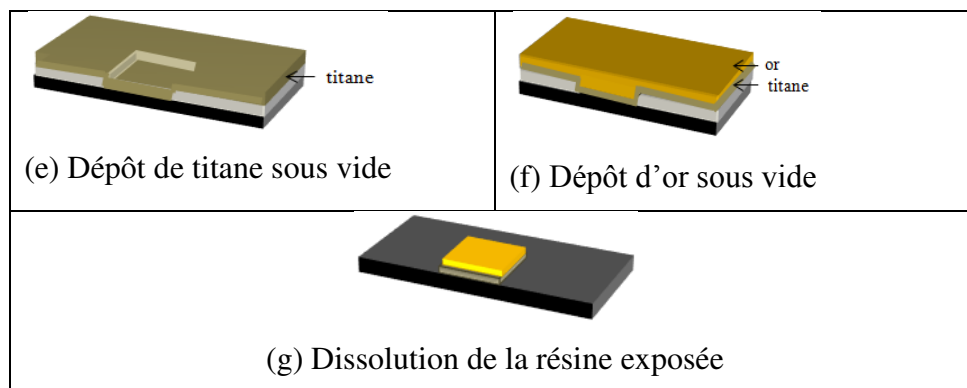 titane
(e) Dépôt de titane sous vide
or
titane
(f) Dépôt d’or sous vide
(g) Dissolution de la résine exposée